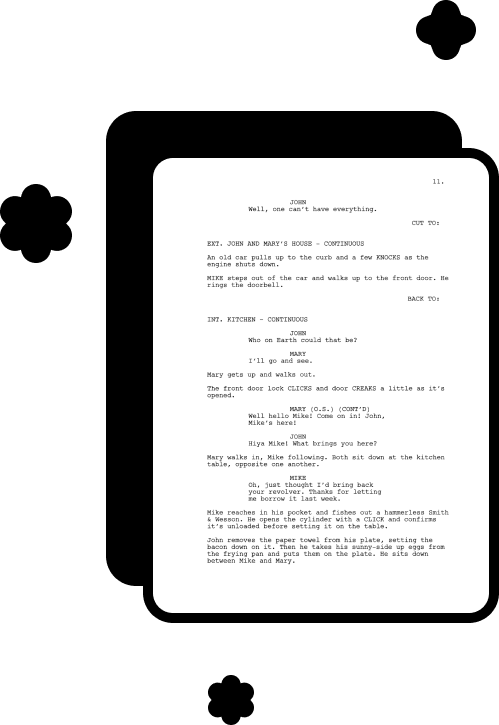 11.
JOHN
Well, one can't have everything.
CUT TO:
EXT. JOHN AND MARY'S HOUSE - CONTINUOUS
An old car pulls up to the curb and a few KNOCKS as the
engine shuts down.
MIKE steps out of the car and walks up to the front door. He
rings the doorbell.
BACK TO:
INT. KITCHEN - CONTINUOUS
JOHN
Who on Earth could that be?
MARY
I'll go and see.
Mary gets up and walks out.
The front door lock CLICKS and door CREAKS a little as it's
opened.
MARY (O.S.) (CONT'D)
Well hello Mike! Come on in! John,
Mike's here!
JOHN
Hiya Mike! What brings you here?
Mary walks in, Mike following. Both sit down at the kitchen
table, opposite one another.
MIKE
Oh, just thought I'd bring back
your revolver. Thanks for letting
me borrow it last week.
Mike reaches in his pocket and fishes out a hammerless Smith
& Wesson. He opens the cylinder with a CLICK and confirms
it's unloaded before setting it on the table.
John removes the paper towel from his plate, setting the
bacon down on it. Then he takes his sunny-side up eggs from
the frying pan and puts them on the plate. He sits down
between Mike and Mary.